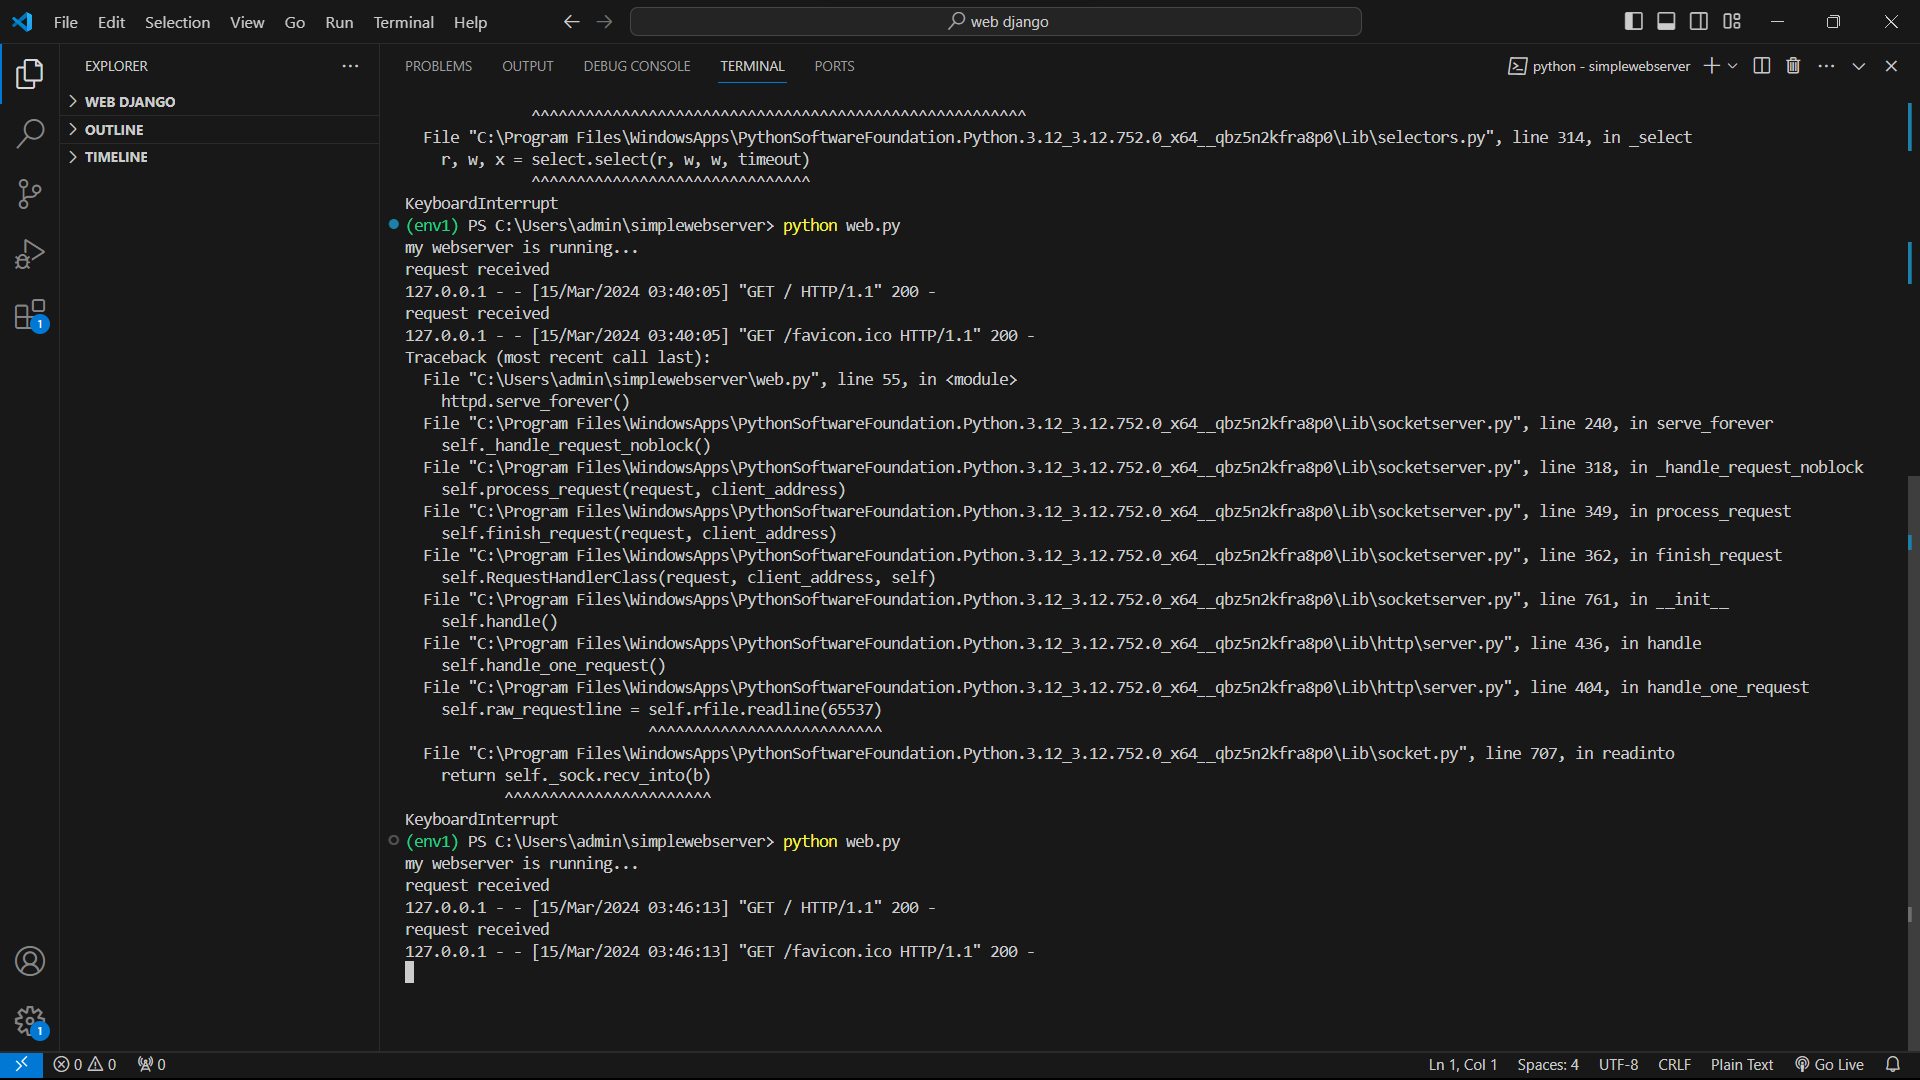 File Edit Selection View Go Run Terminal Help web django
EXPLORER
WEB DJANGO
OUTLINE
TIMELINE
1
1
PROBLEMS OUTPUT DEBUG CONSOLE TERMINAL PORTS python - simplewebserver
^^^^^^^^^^^^^^^^^^^^^^^^^^^^^^^^^^^^^^^^^^^^^^^^^^^^^^^
File "C:\Program Files\WindowsApps\PythonSoftwareFoundation.Python.3.12_3.12.752.0_x64__qbz5n2kfra8p0\Lib\selectors.py", line 314, in _select
r, w, x = select.select(r, w, w, timeout)
^^^^^^^^^^^^^^^^^^^^^^^^^^^^^^^
KeyboardInterrupt
(env1) PS C:\Users\admin\simplewebserver> python web.py
my webserver is running...
request received
127.0.0.1 - - [15/Mar/2024 03:40:05] "GET / HTTP/1.1" 200 -
request received
127.0.0.1 - - [15/Mar/2024 03:40:05] "GET /favicon.ico HTTP/1.1" 200 -
Traceback (most recent call last):
File "C:\Users\admin\simplewebserver\web.py", line 55, in <module>
httpd.serve_forever()
File "C:\Program Files\WindowsApps\PythonSoftwareFoundation.Python.3.12_3.12.752.0_x64__qbz5n2kfra8p0\Lib\socketserver.py", line 240, in serve_forever
self._handle_request_noblock()
File "C:\Program Files\WindowsApps\PythonSoftwareFoundation.Python.3.12_3.12.752.0_x64__qbz5n2kfra8p0\Lib\socketserver.py", line 318, in _handle_request_noblock
self.process_request(request, client_address)
File "C:\Program Files\WindowsApps\PythonSoftwareFoundation.Python.3.12_3.12.752.0_x64__qbz5n2kfra8p0\Lib\socketserver.py", line 349, in process_request
self.finish_request(request, client_address)
File "C:\Program Files\WindowsApps\PythonSoftwareFoundation.Python.3.12_3.12.752.0_x64__qbz5n2kfra8p0\Lib\socketserver.py", line 362, in finish_request
self.RequestHandlerClass(request, client_address, self)
File "C:\Program Files\WindowsApps\PythonSoftwareFoundation.Python.3.12_3.12.752.0_x64__qbz5n2kfra8p0\Lib\socketserver.py", line 761, in __init__
self.handle()
File "C:\Program Files\WindowsApps\PythonSoftwareFoundation.Python.3.12_3.12.752.0_x64__qbz5n2kfra8p0\Lib\http\server.py", line 436, in handle
self.handle_one_request()
File "C:\Program Files\WindowsApps\PythonSoftwareFoundation.Python.3.12_3.12.752.0_x64__qbz5n2kfra8p0\Lib\http\server.py", line 404, in handle_one_request
self.raw_requestline = self.rfile.readline(65537)
^^^^^^^^^^^^^^^^^^^^^^^^^^
File "C:\Program Files\WindowsApps\PythonSoftwareFoundation.Python.3.12_3.12.752.0_x64__qbz5n2kfra8p0\Lib\socket.py", line 707, in readinto
return self._sock.recv_into(b)
^^^^^^^^^^^^^^^^^^^^^^^
KeyboardInterrupt
(env1) PS C:\Users\admin\simplewebserver> python web.py
my webserver is running...
request received
127.0.0.1 - - [15/Mar/2024 03:46:13] "GET / HTTP/1.1" 200 -
request received
127.0.0.1 - - [15/Mar/2024 03:46:13] "GET /favicon.ico HTTP/1.1" 200 -
0 0 0 Ln 1, Col 1 Spaces: 4 UTF-8 CRLF Plain Text Go Live